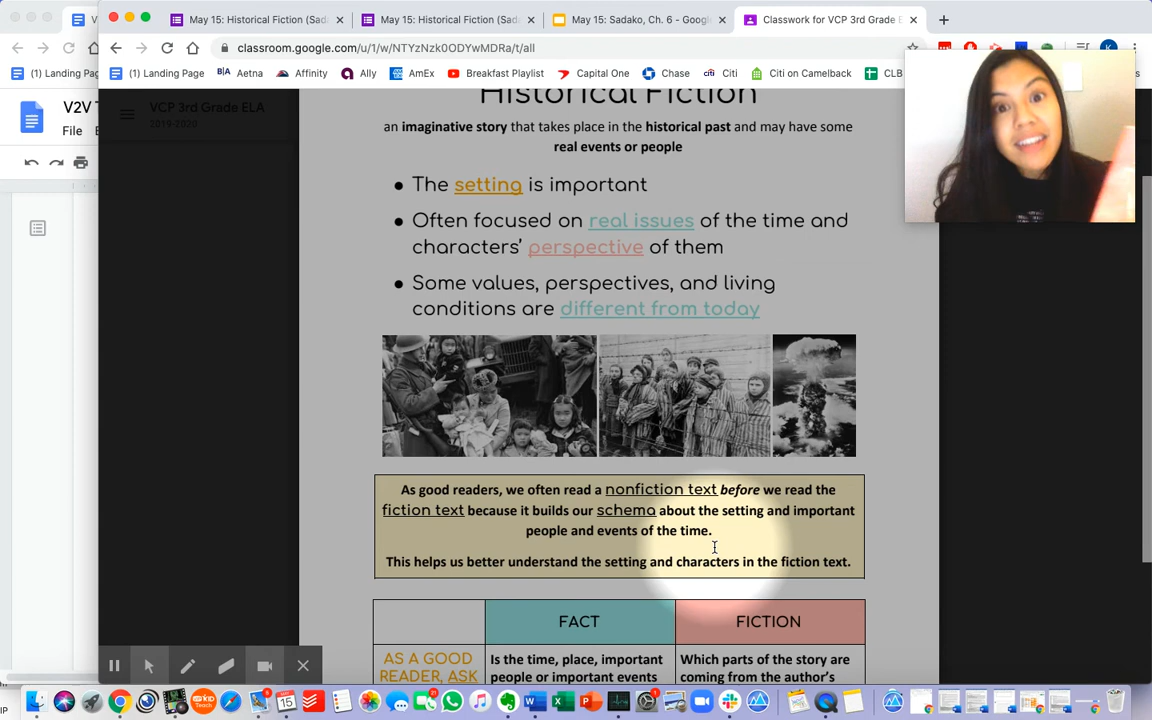 May 15: Historical Fiction (Sad
May 15: Historical Fiction (Sad
May 15: Sadako, Ch. 6 - Google
Classwork for VCP 3rd Grade E
classroom.google.com/u/1/w/NTYzNzk0ODYwMDRa/t/all
(1) Landing Pag
(1) Landing Page
B|A Aetna
Affinity
Ally
AmEx
Breakfast Playlist
Capital One
Chase
citi Citi
Citi on Camelback
CLB
V2V T
File
VCP 3rd Grade ELA
2019-2020
Historical Fiction
an imaginative story that takes place in the historical past and may have some
real events or people
● The setting is important
● Often focused on real issues of the time and
characters' perspective of them
● Some values, perspectives, and living
conditions are different from today
As good readers, we often read a nonfiction text before we read the
fiction text because it builds our schema about the setting and important
people and events of the time.
This helps us better understand the setting and characters in the fiction text.
FACT
FICTION
AS A GOOD
READER, ASK
Is the time, place, important
people or important events
Which parts of the story are
coming from the author's